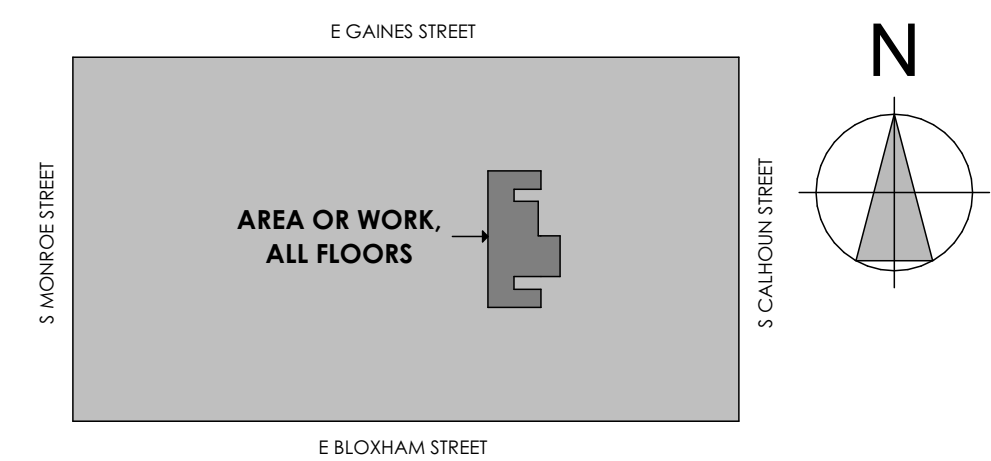 E GAINES STREET
N
S MONROE STREET
AREA OR WORK,
ALL FLOORS
S CALHOUN STREET
E BLOXHAM STREET